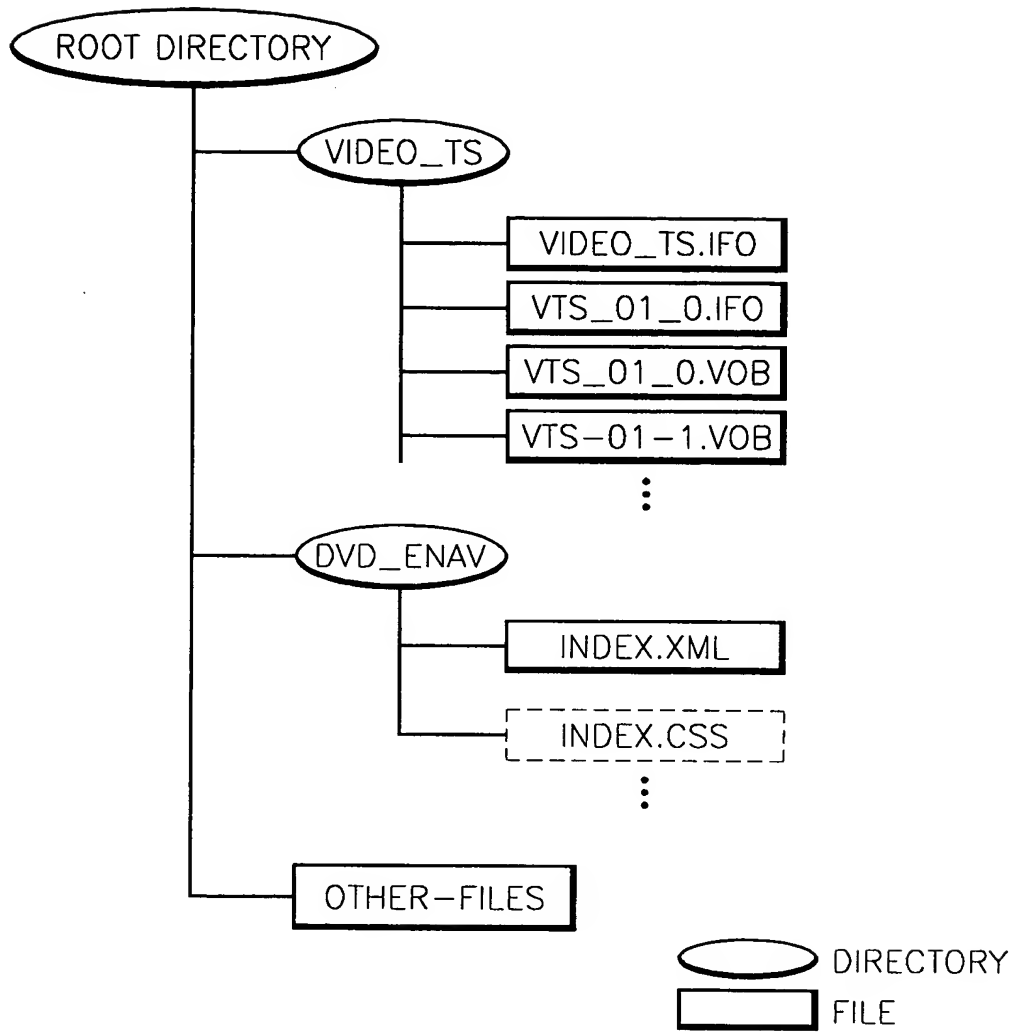 ROOT DIRECTORY
VIDEO_TS
VIDEO_TS.IFO
VTS_01_0.IFO
VTS_01_0.VOB
VTS-01-1.VOB
DVD_ENAV
INDEX.XML
INDEX.CSS
OTHER-FILES
DIRECTORY
FILE